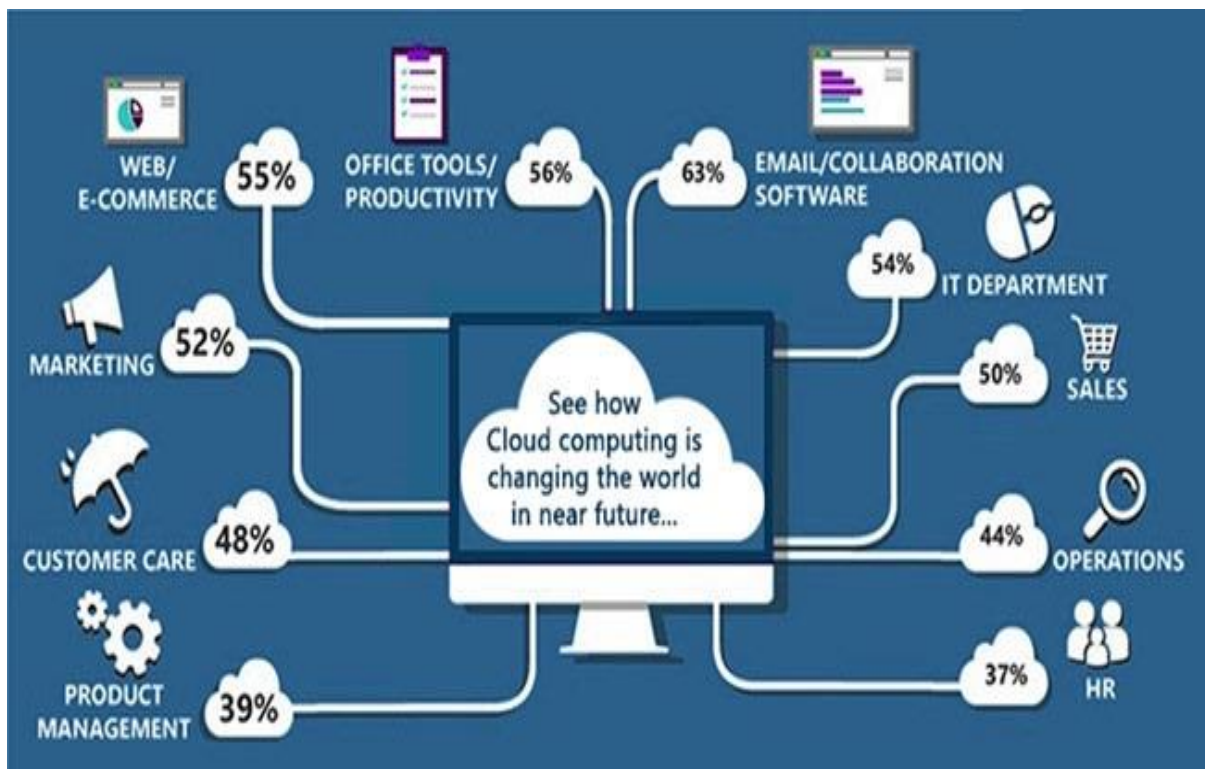 WEB/
E-COMMERCE
55%
OFFICE TOOLS/
PRODUCTIVITY
56%
63%
EMAIL/COLLABORATION
SOFTWARE
54%
IT DEPARTMENT
MARKETING
52%
50%
SALES
See how
Cloud computing is
changing the world
in near future...
CUSTOMER CARE
48%
44%
OPERATIONS
PRODUCT
MANAGEMENT
39%
37%
HR